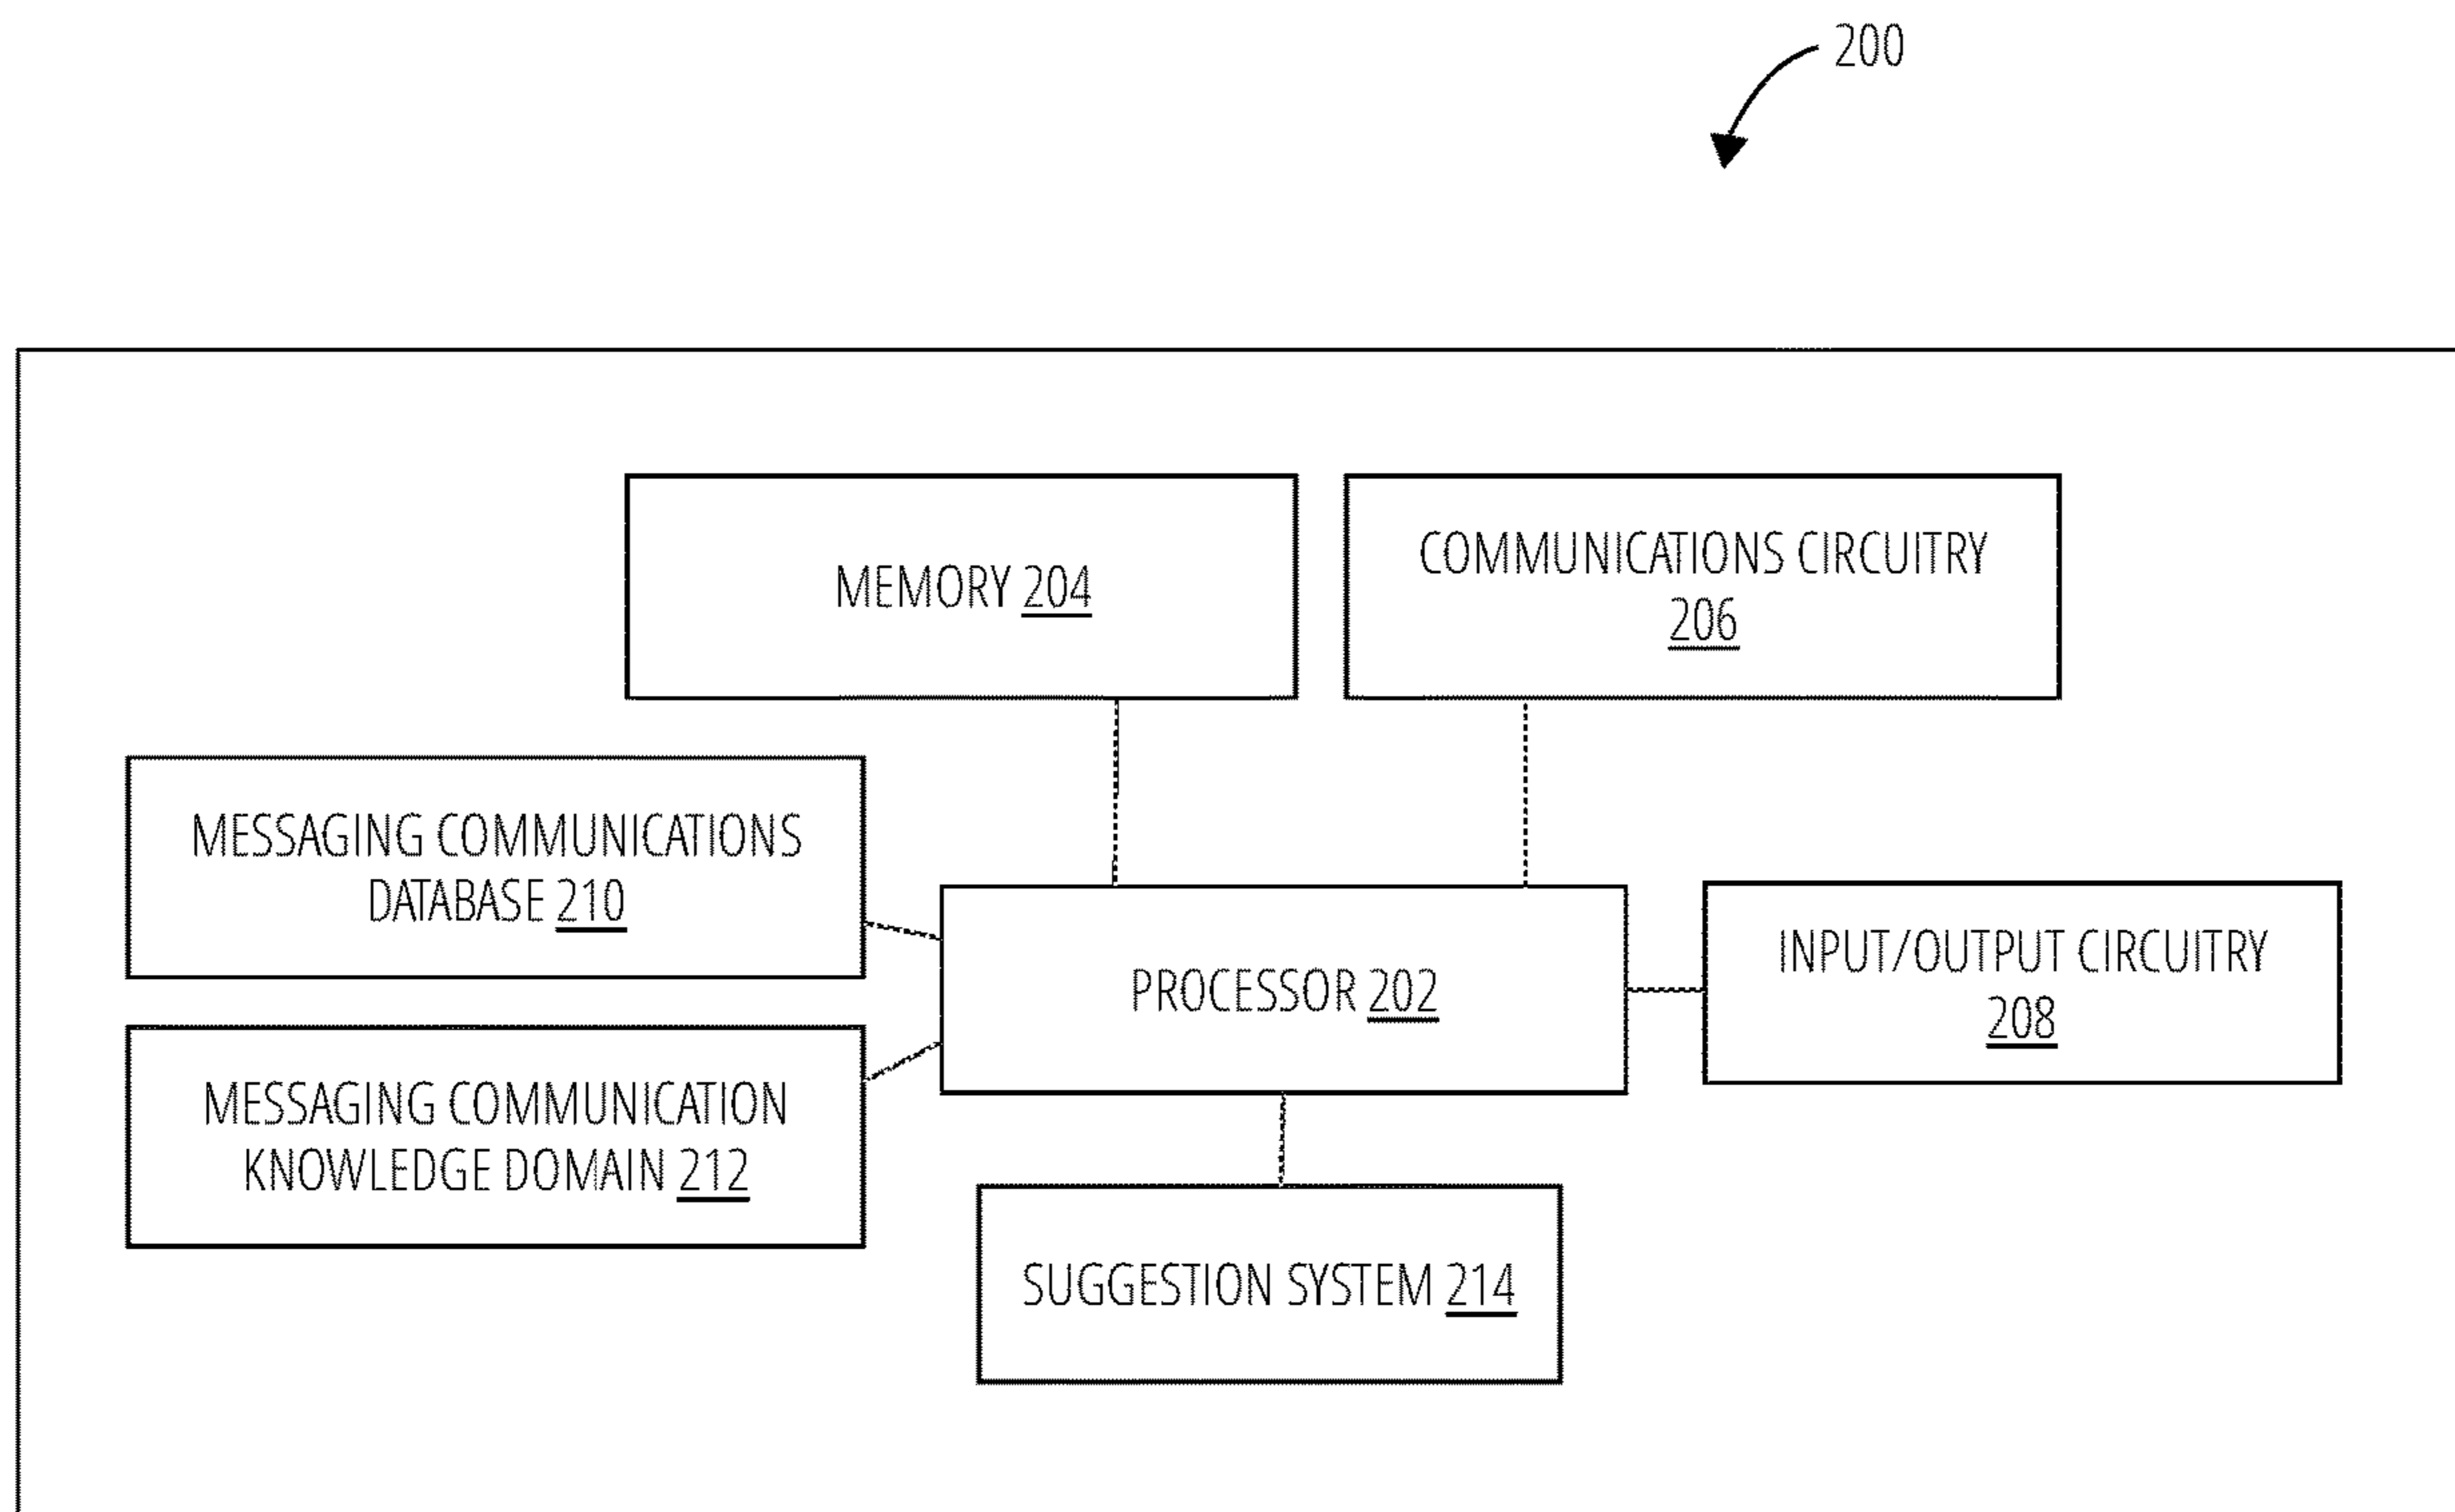 200
MEMORY 204
COMMUNICATIONS CIRCUITRY
206
MESSAGING COMMUNICATIONS
DATABASE 210
PROCESSOR 202
INPUT/OUTPUT CIRCUITRY
208
MESSAGING COMMUNICATION
KNOWLEDGE DOMAIN 212
SUGGESTION SYSTEM 214